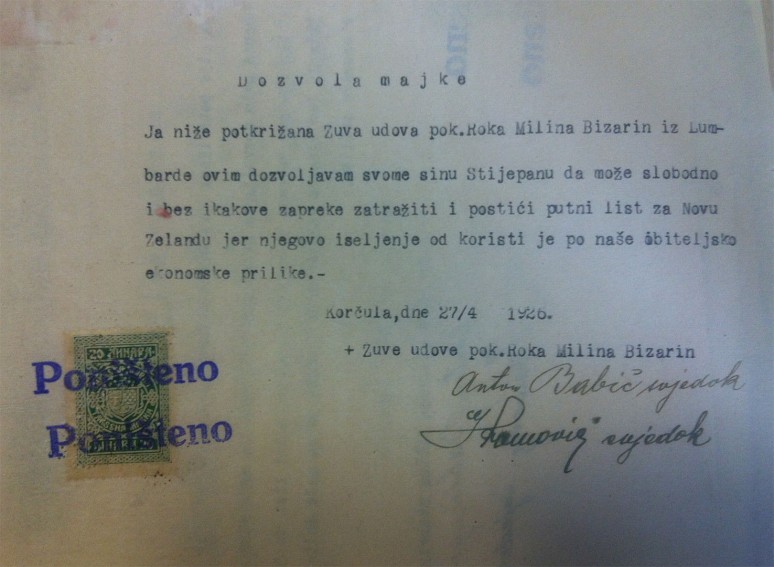 Dozvola majke
Ja niže potkrižana Zuva udova pok.Roka Milina Bizarin iz Lum-
barde ovim dozvoljavam svome sinu Stijepanu da može slobodno
i bez ikakove zapreke zatražiti i postići putni list za Novu
Zelandu jer njegovo iseljenje od koristi je po naše obiteljsko
ekonomske prilike.-
Korčula,dne 27/4 1926.
+ Zuve udove pok.Roka Milina Bizarin
Anton Babić svjedok
svjedok
20 ДИНАРА
Poništeno
Poništeno